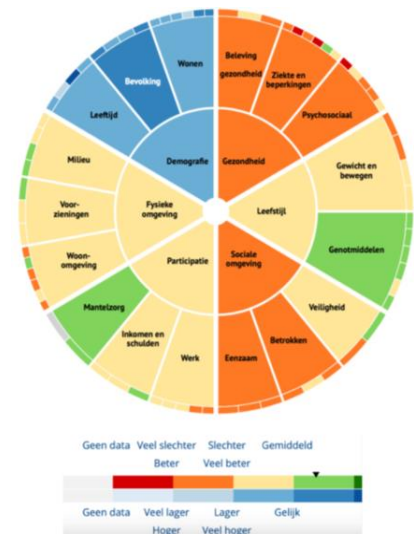 Beleving
gezondheid
Ziekte en
beperkingen
Psychosociaal
Gezondheid
Gewicht en
bewegen
Genotmiddelen
Leefstijl
Veiligheid
Betrokken
Eenzaam
Sociale
omgeving
Werk
Inkomen en
schulden
Mantelzorg
Participatie
Woon-
omgeving
Voor-
zieningen
Milieu
Fysieke
omgeving
Leeftijd
Bevolking
Wonen
Demografie
Geen data Veel slechter Slechter Gemiddeld
Beter Veel beter
Geen data Veel lager Lager Gelijk
Hoger Veel hoger